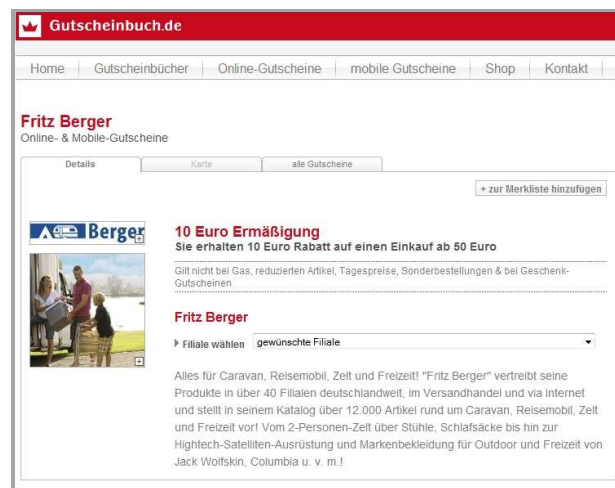 Gutscheinbuch.de
Home Gutscheinbücher Online-Gutscheine mobile Gutscheine Shop Kontakt
Fritz Berger
Online- & Mobile-Gutscheine
Details Karte alle Gutscheine
+ zur Merkliste hinzufügen
Berger
10 Euro Ermäßigung
Sie erhalten 10 Euro Rabatt auf einen Einkauf ab 50 Euro
Gilt nicht bei Gas, reduzierten Artikel, Tagespreise, Sonderbestellungen & bei Geschenk-
Gutscheinen
Fritz Berger
Filiale wählen gewünschte Filiale
Alles für Caravan, Reisemobil, Zelt und Freizeit! "Fritz Berger" vertreibt seine
Produkte in über 40 Filialen deutschlandweit, im Versandhandel und via Internet
und stellt in seinem Katalog über 12.000 Artikel rund um Caravan, Reisemobil, Zelt
und Freizeit vor! Vom 2-Personen-Zelt über Stühle, Schlafsäcke bis hin zur
Hightech-Satelliten-Ausrüstung und Markenbekleidung für Outdoor und Freizeit von
Jack Wolfskin, Columbia u. v. m.!